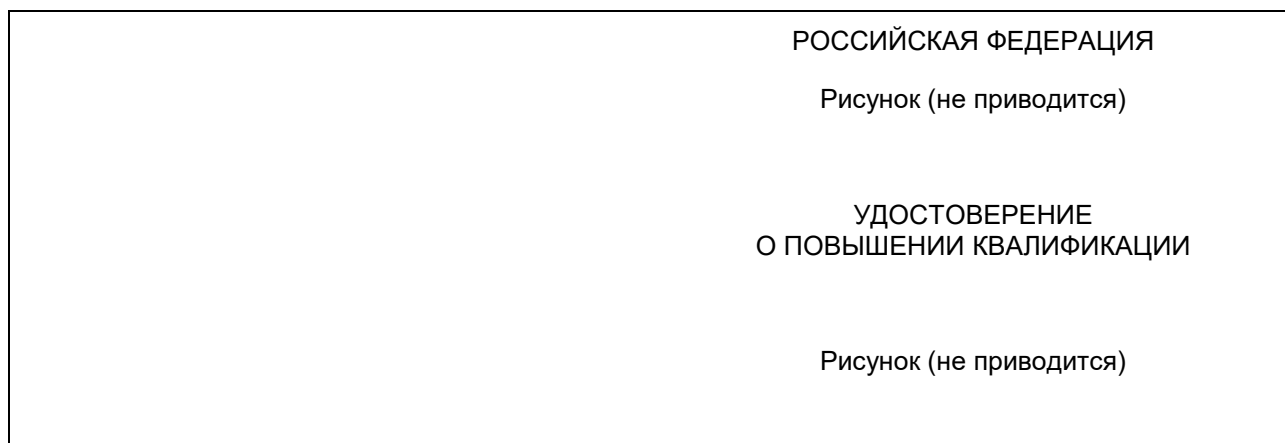 РОССИЙСКАЯ ФЕДЕРАЦИЯ
Рисунок (не приводится)
УДОСТОВЕРЕНИЕ
О ПОВЫШЕНИИ КВАЛИФИКАЦИИ
Рисунок (не приводится)